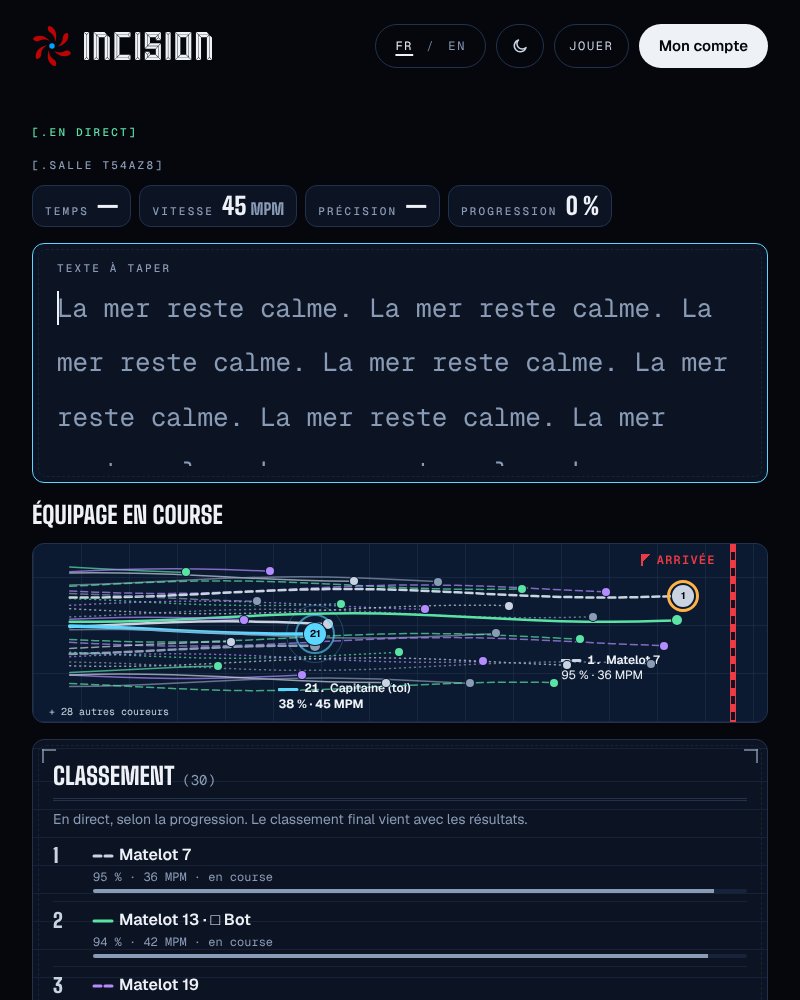 INCISION
FR / EN
JOUER
Mon compte
[.EN DIRECT]
[.SALLE T54AZ8]
TEMPS —
VITESSE 45 MPM
PRÉCISION —
PROGRESSION 0 %
TEXTE À TAPER
La mer reste calme. La mer reste calme. La
mer reste calme. La mer reste calme. La mer
reste calme. La mer reste calme. La mer
ÉQUIPAGE EN COURSE
ARRIVÉE
1
21
1. Matelot 7
95 % · 36 MPM
21. Capitaine (toi)
38 % · 45 MPM
+ 28 autres coureurs
CLASSEMENT (30)
En direct, selon la progression. Le classement final vient avec les résultats.
1 Matelot 7
95 % · 36 MPM · en course
2 Matelot 13 · □ Bot
94 % · 42 MPM · en course
3 Matelot 19